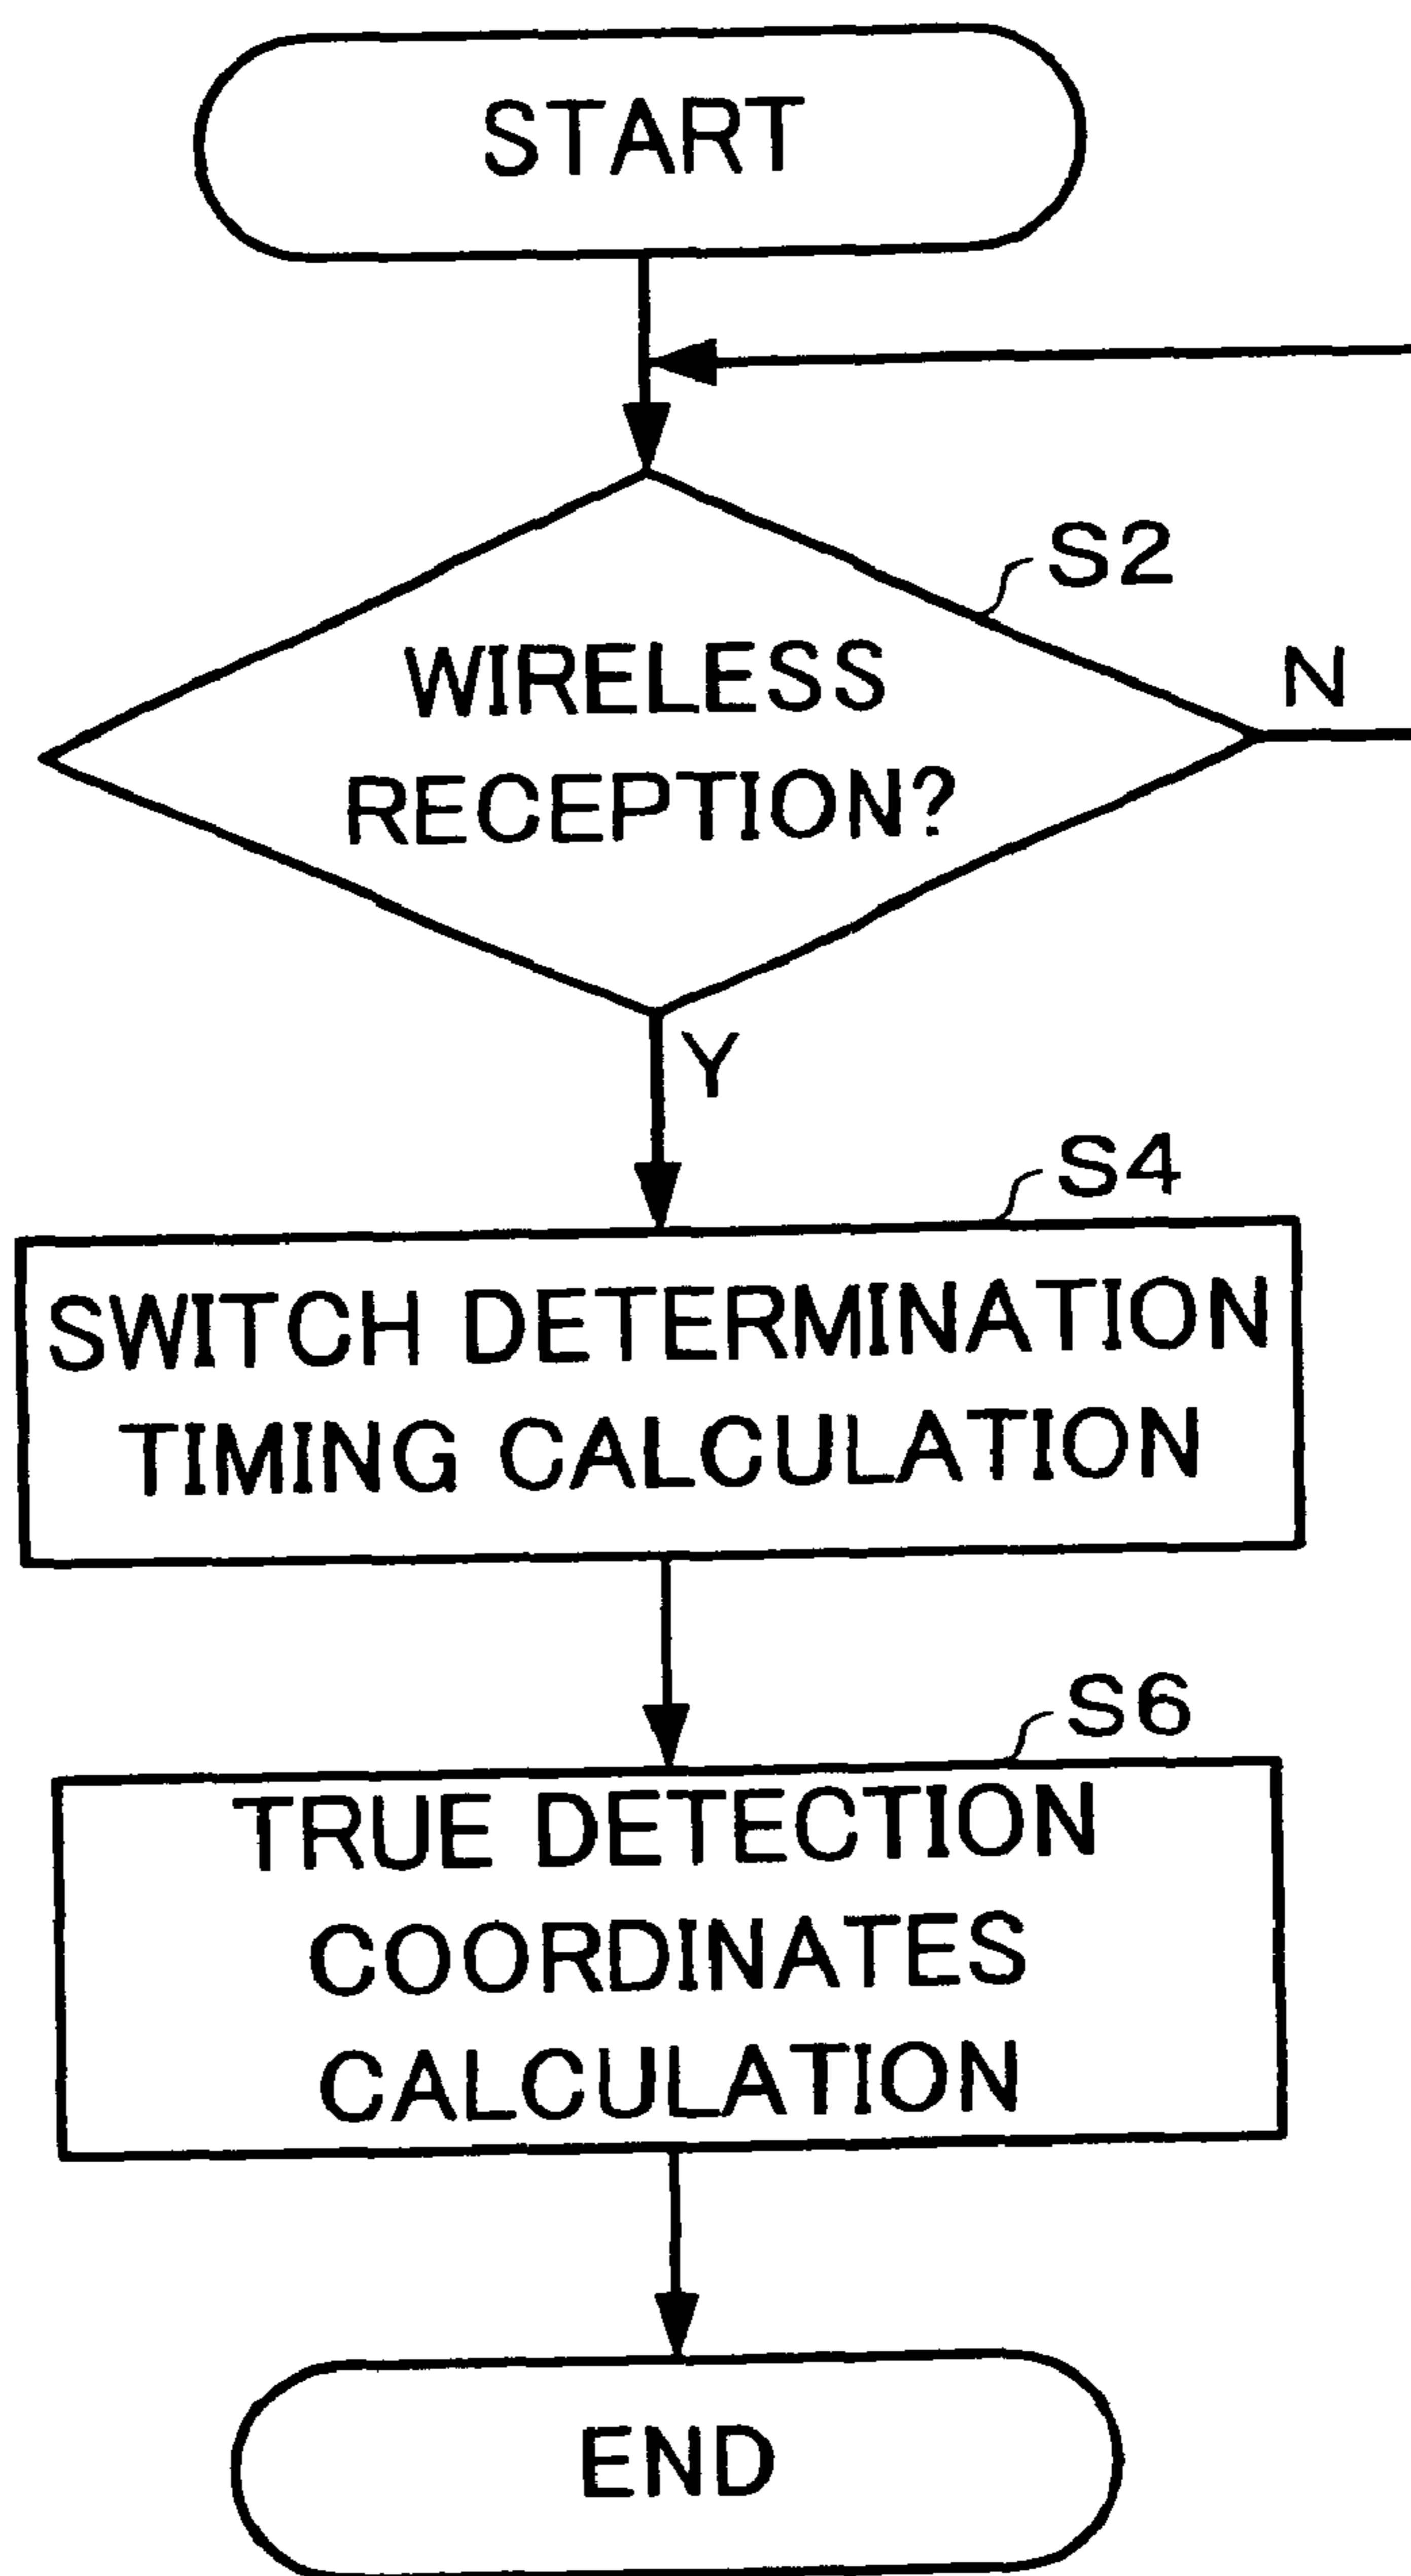 START
S2
WIRELESS
RECEPTION?
N
Y
S4
SWITCH DETERMINATION
TIMING CALCULATION
S6
TRUE DETECTION
COORDINATES
CALCULATION
END